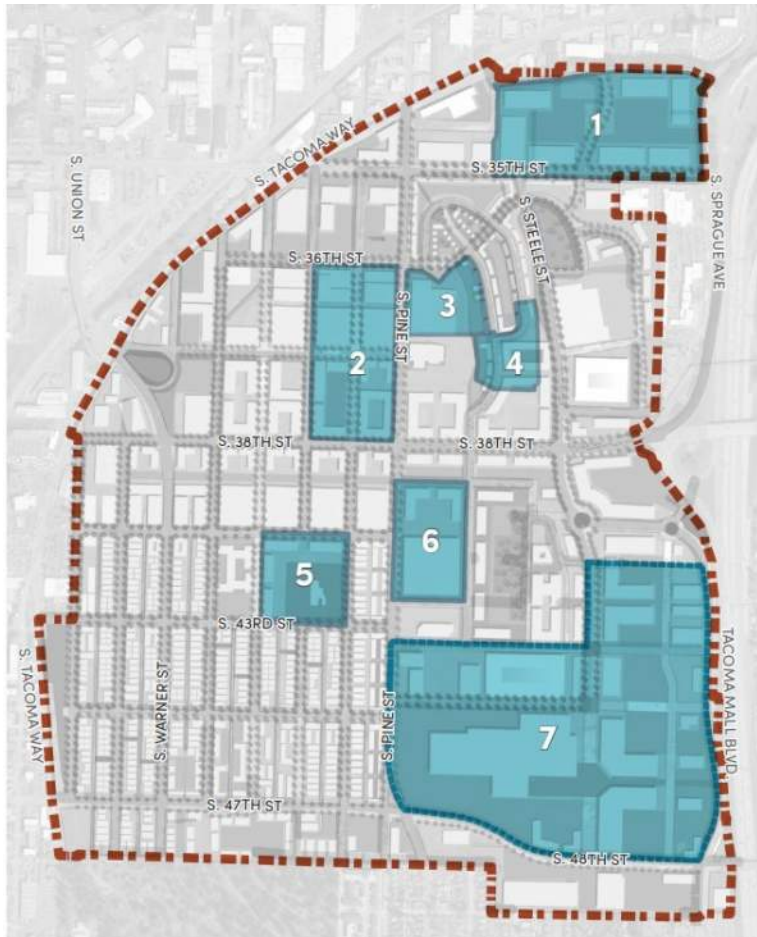 1
S. TACOMA WAY
S. 35TH ST
S. UNION ST
S. SPRAGUE AVE
S. STEELE ST
S. 36TH ST
S. PINE ST
3
2
4
S. 38TH ST
S. 38TH ST
6
5
S. 43RD ST
S. TACOMA WAY
S. WARNER ST
S. PINE ST
TACOMA MALL BLVD.
7
S. 47TH ST
S. 48TH ST